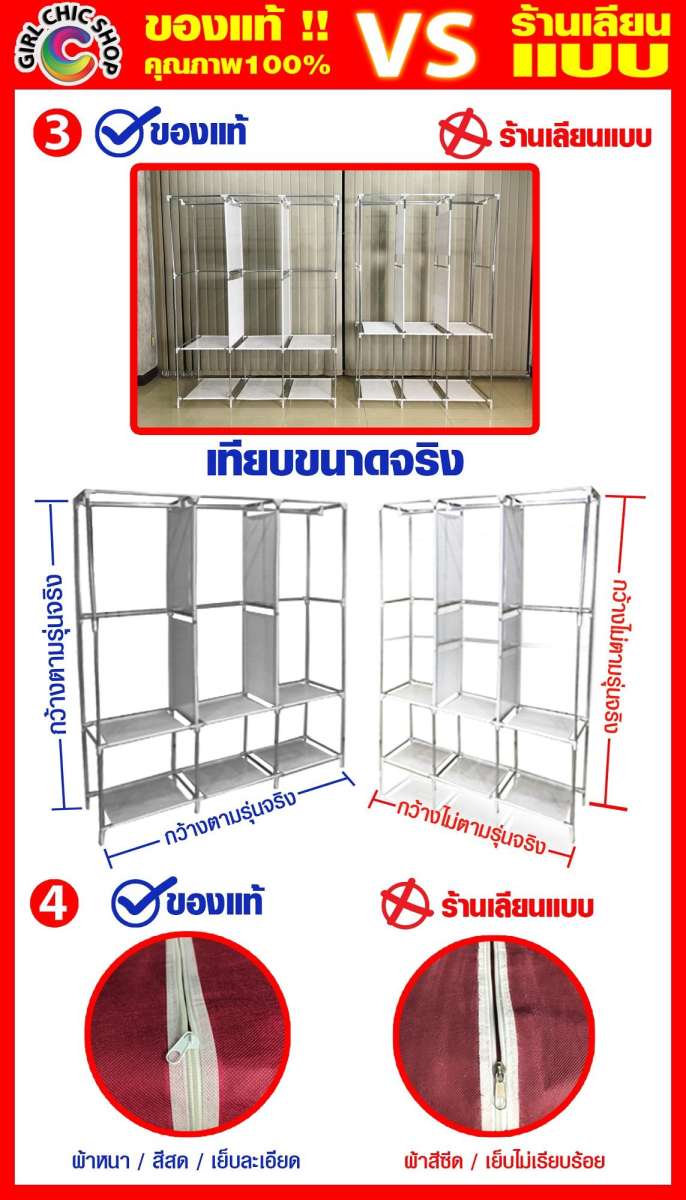 GIRL CHIC SHOP
ของแท้ !!
คุณภาพ100%
VS
ร้านเลียน
แบบ
3
ของแท้
ร้านเลียนแบบ
เทียบขนาดจริง
กว้างตามรุ่นจริง
กว้างตามรุ่นจริง
กว้างไม่ตามรุ่นจริง
กว้างไม่ตามรุ่นจริง
4
ของแท้
ร้านเลียนแบบ
ผ้าหนา / สีสด / เย็บละเอียด
ผ้าสีซีด / เย็บไม่เรียบร้อย